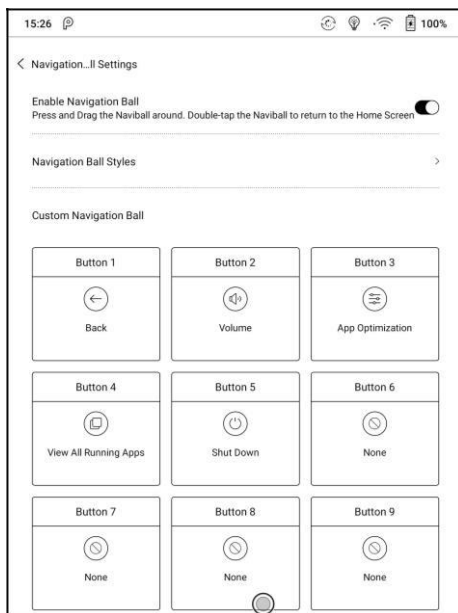 15:26 100%
Navigation...ll Settings
Enable Navigation Ball
Press and Drag the Naviball around. Double-tap the Naviball to return to the Home Screen
Navigation Ball Styles
Custom Navigation Ball
Button 1
Back
Button 2
Volume
Button 3
App Optimization
Button 4
View All Running Apps
Button 5
Shut Down
Button 6
None
Button 7
None
Button 8
None
Button 9
None